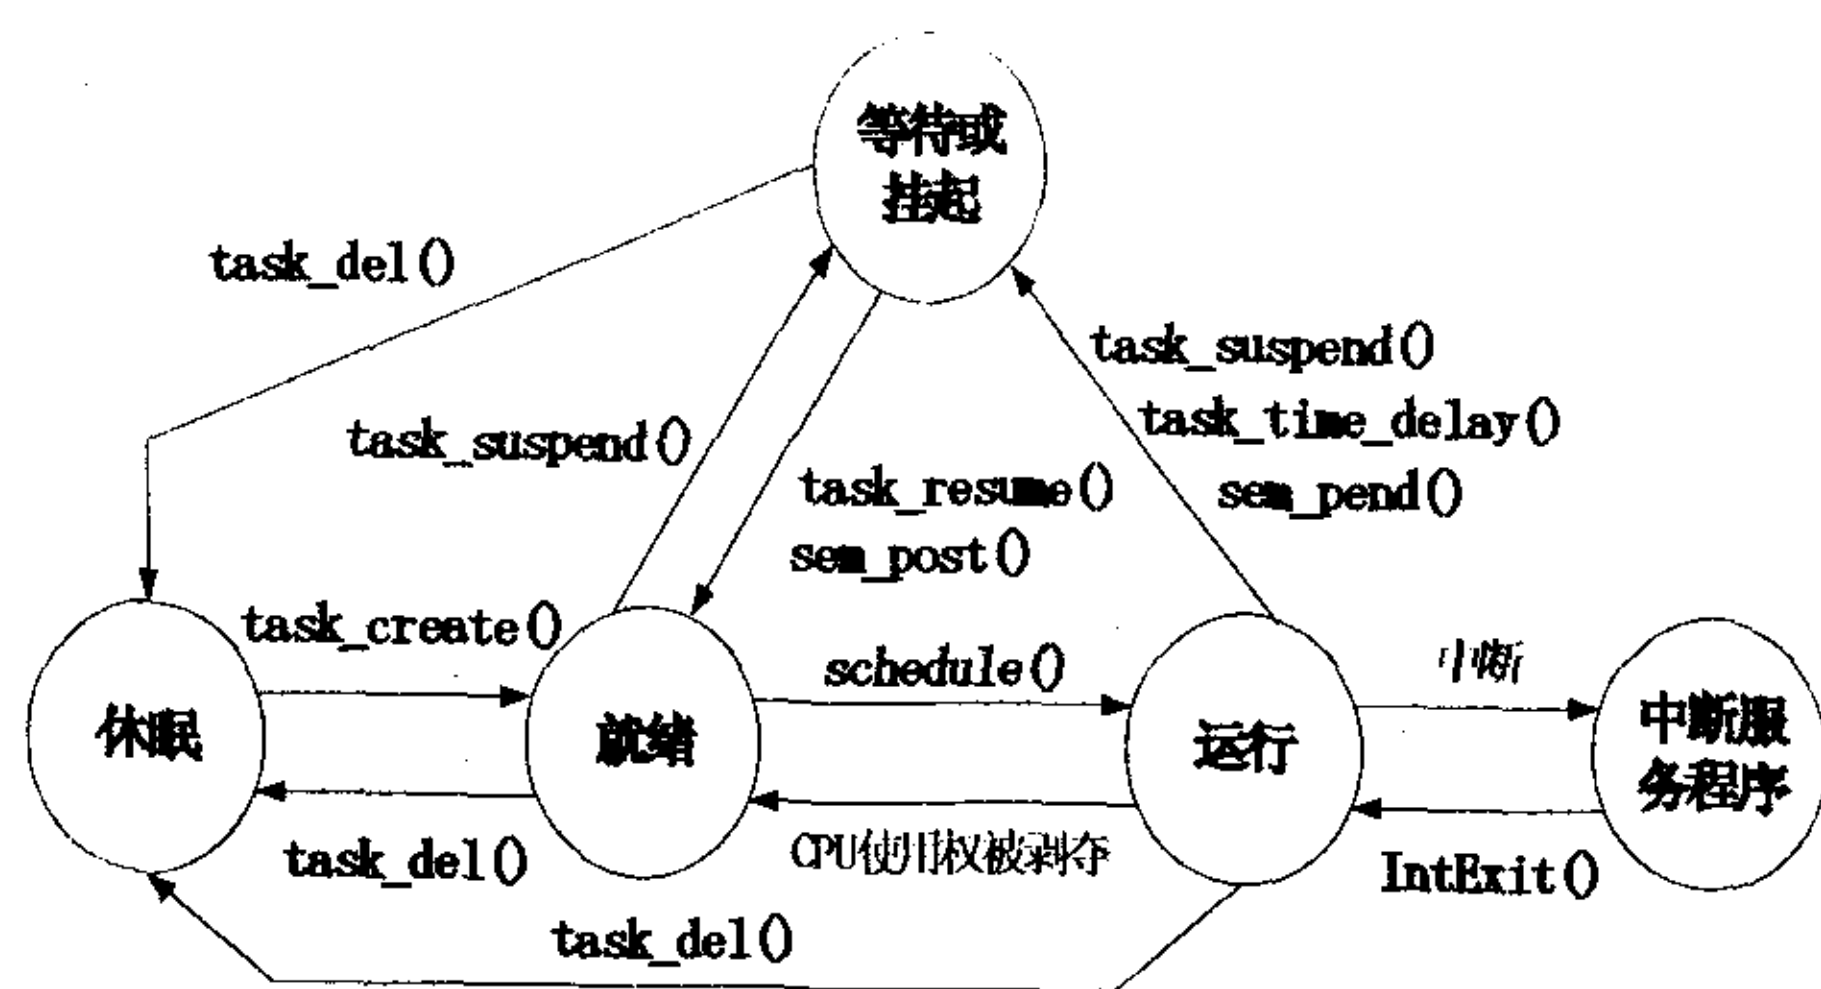 等待或
挂起
task_del()
task_suspend()
task_suspend()
task_time_delay()
sem_pend()
task_resume()
sem_post()
task_create()
schedule()
中断
休眠
就绪
运行
中断服
务程序
task_del()
CPU使用权被剥夺
IntExit()
task_del()